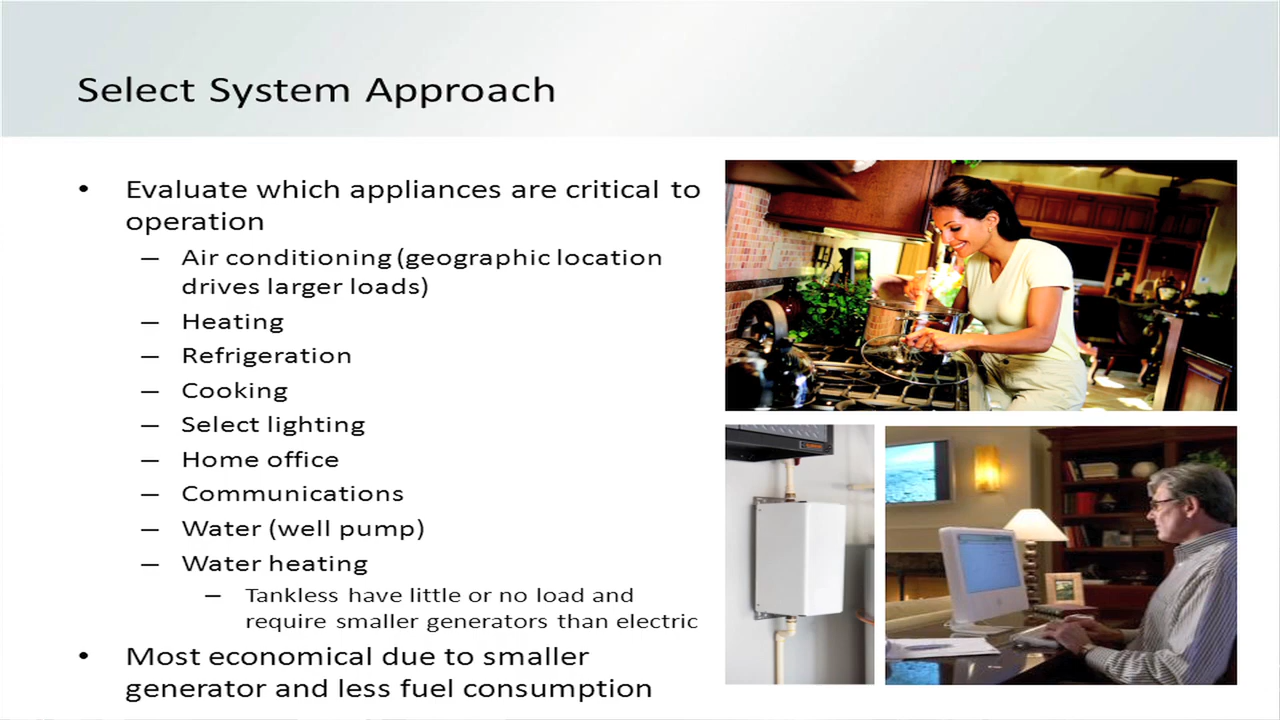 Select System Approach
• Evaluate which appliances are critical to
operation
– Air conditioning (geographic location
drives larger loads)
– Heating
– Refrigeration
– Cooking
– Select lighting
– Home office
– Communications
– Water (well pump)
– Water heating
– Tankless have little or no load and
require smaller generators than electric
• Most economical due to smaller
generator and less fuel consumption